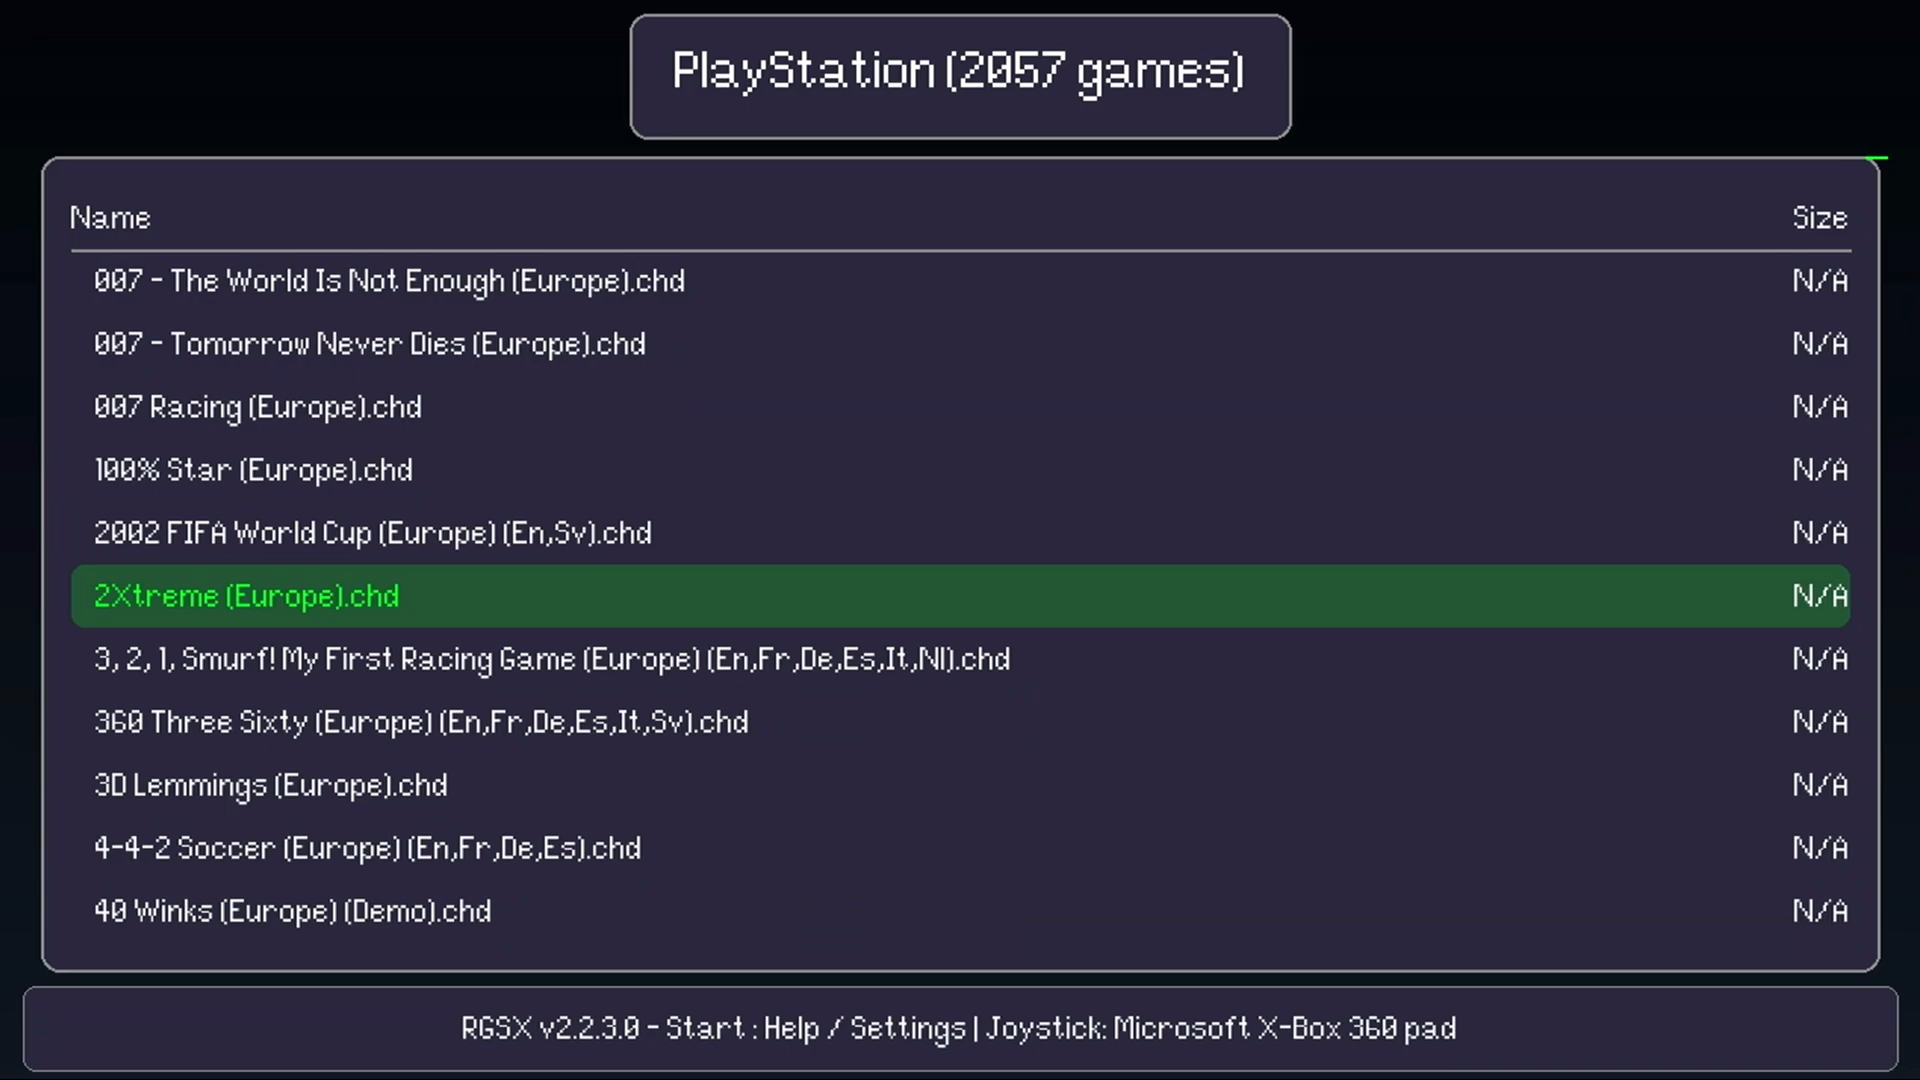 PlayStation (2057 games)
Name Size
007 - The World Is Not Enough (Europe).chd N/A
007 - Tomorrow Never Dies (Europe).chd N/A
007 Racing (Europe).chd N/A
100% Star (Europe).chd N/A
2002 FIFA World Cup (Europe) (En,Sv).chd N/A
2Xtreme (Europe).chd N/A
3, 2, 1, Smurf! My First Racing Game (Europe) (En,Fr,De,Es,It,Nl).chd N/A
360 Three Sixty (Europe) (En,Fr,De,Es,It,Sv).chd N/A
3D Lemmings (Europe).chd N/A
4-4-2 Soccer (Europe) (En,Fr,De,Es).chd N/A
40 Winks (Europe) (Demo).chd N/A
RGSX v2.2.3.0 - Start : Help / Settings | Joystick: Microsoft X-Box 360 pad